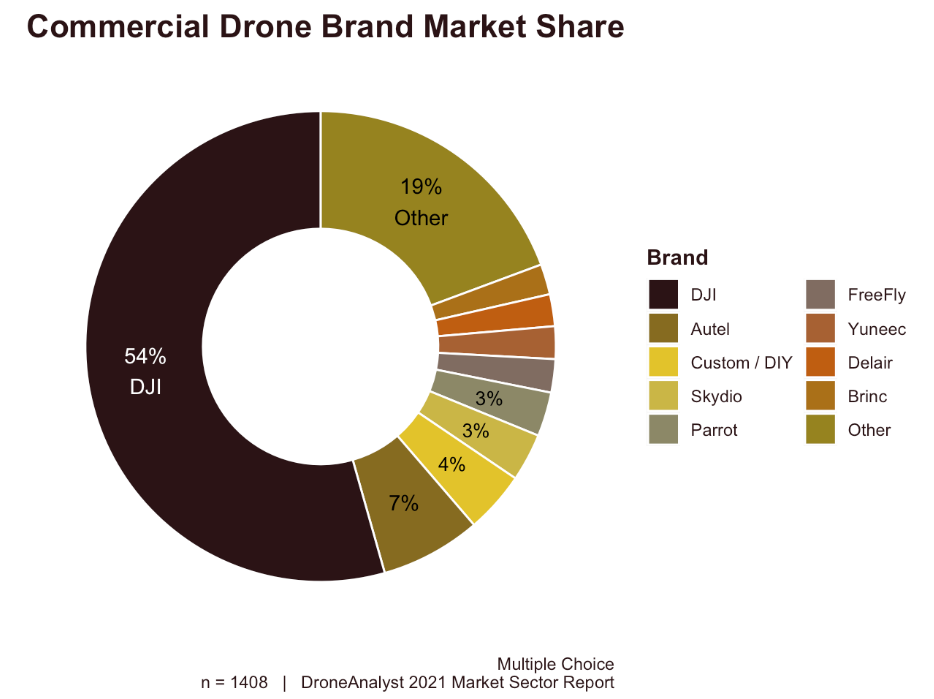 Commercial Drone Brand Market Share
19%
Other
54%
DJI
3%
3%
4%
7%
Brand
DJI
Autel
Custom / DIY
Skydio
Parrot
FreeFly
Yuneec
Delair
Brinc
Other
Multiple Choice
n = 1408 | DroneAnalyst 2021 Market Sector Report